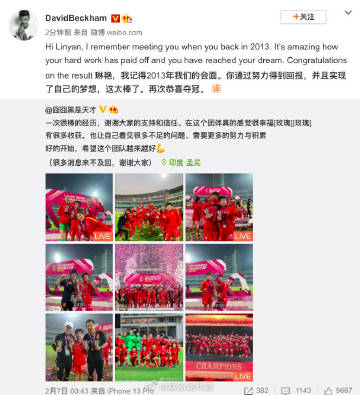 DavidBeckham
+关注
2分钟前 来自 微博 weibo.com
Hi Linyan, I remember meeting you when you back in 2013. It's amazing how
your hard work has paid off and you have reached your dream. Congratulations
on the result 琳艳，我记得2013年我们的会面。你通过努力得到回报，并且实现
了自己的梦想，这太棒了。再次恭喜夺冠。
@囧囧黑是天才
一次很棒的经历，谢谢大家的支持和信任。在这个团体真的感觉很幸福[玫瑰][玫瑰]
有很多收获。也让自己看见很多不足的问题、需要更多的努力与积累
好的开始，希望这个团队越来越好
（很多消息来不及回，谢谢大家） 印度·孟买
LIVE
LIVE
LIVE
CHAMPIONS
LIVE
2月7日 00:43 来自 iPhone 13 Pro
362
1143
9668